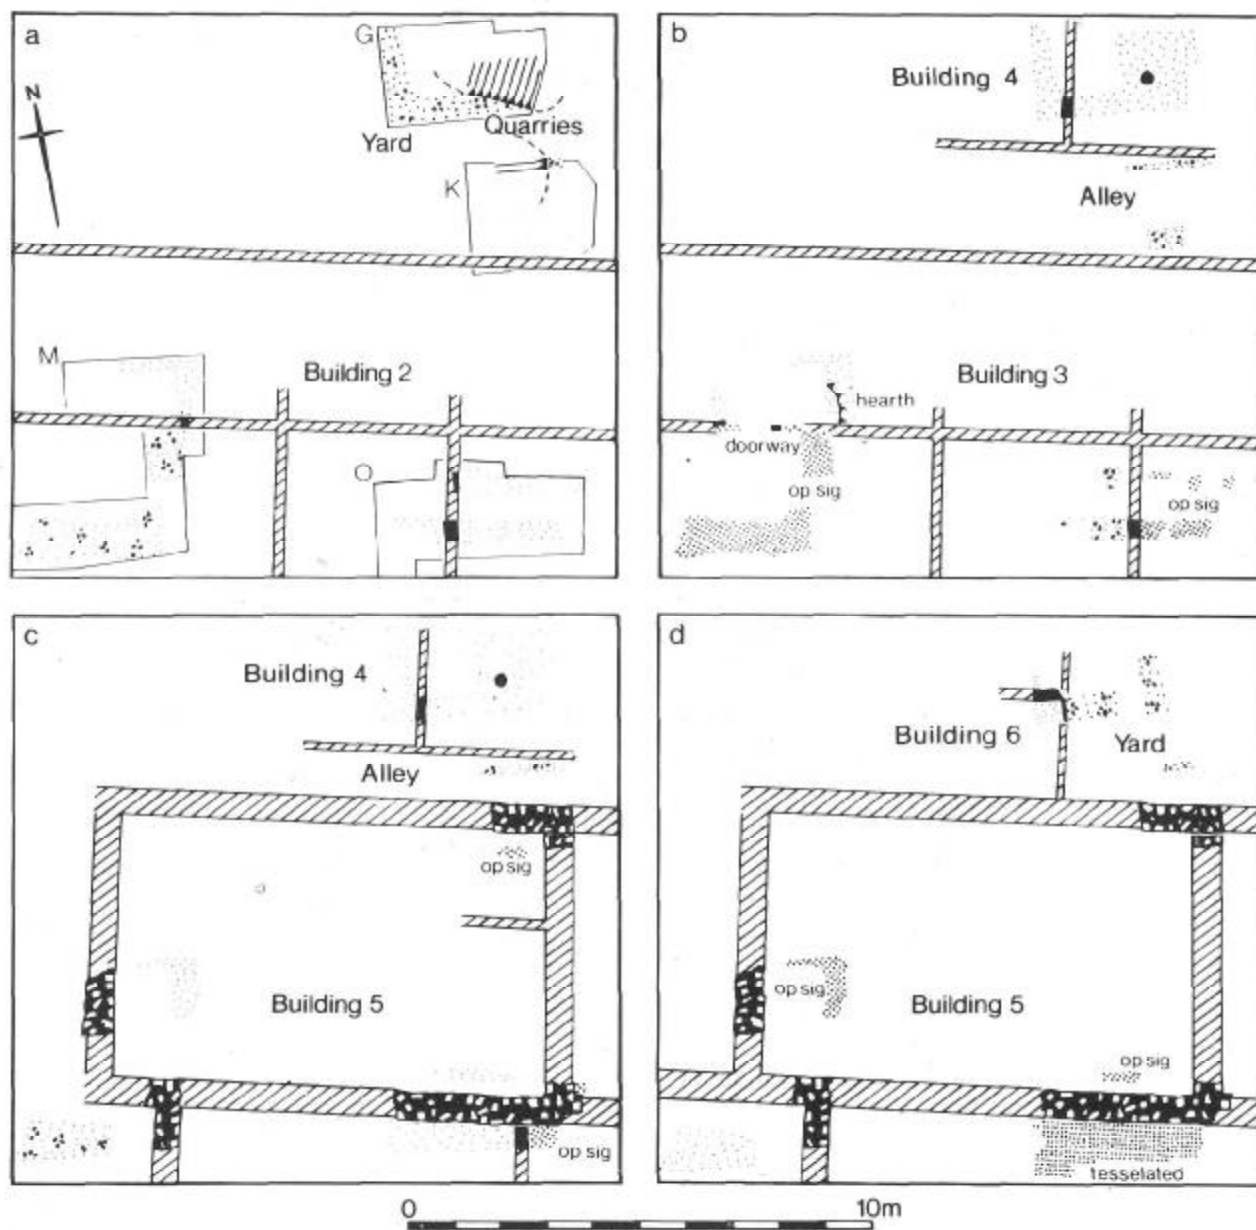 a
G
N
Yard
Quarries
K
M
Building 2
O
b
Building 4
Alley
Building 3
hearth
doorway
op sig
op sig
c
Building 4
Alley
op sig
Building 5
op sig
d
Building 6
Yard
op sig
Building 5
op sig
tesselated
0
10m